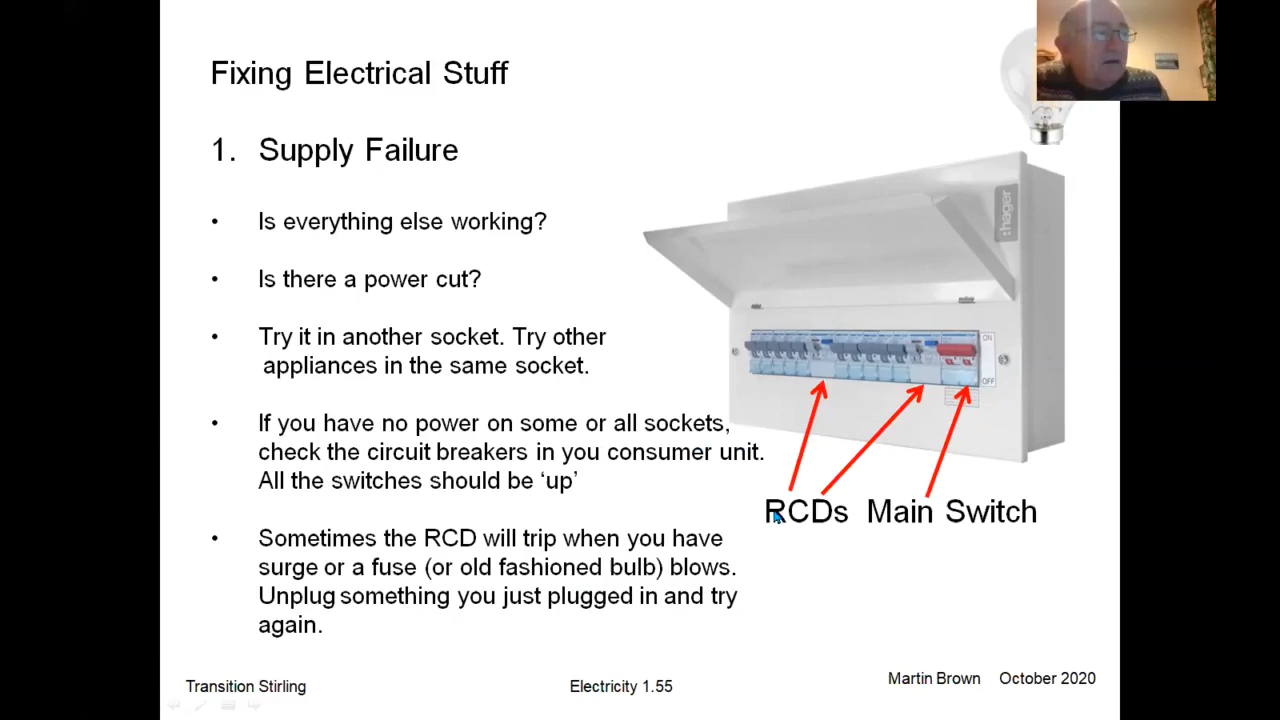 Fixing Electrical Stuff
1. Supply Failure
• Is everything else working?
• Is there a power cut?
• Try it in another socket. Try other
appliances in the same socket.
• If you have no power on some or all sockets,
check the circuit breakers in you consumer unit.
All the switches should be ‘up’
• Sometimes the RCD will trip when you have
surge or a fuse (or old fashioned bulb) blows.
Unplug something you just plugged in and try
again.
:hager
ON
OFF
RCDs Main Switch
Transition Stirling
Electricity 1.55
Martin Brown October 2020